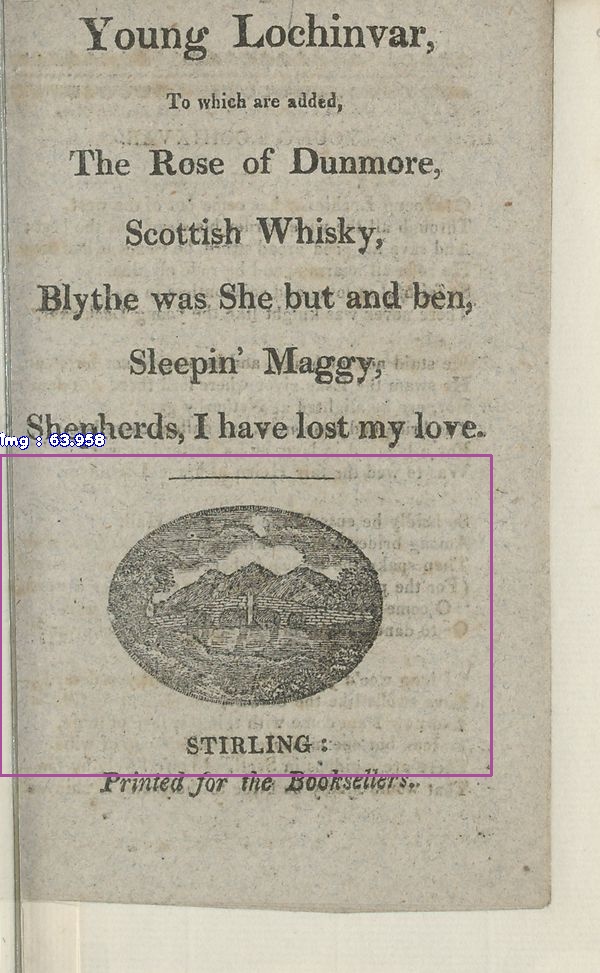 Young Lochinvar,
To which are added,
The Rose of Dunmore,
Scottish Whisky,
Blythe was She but and ben,
Sleepin' Maggy,
Shepherds, I have lost my love.
img : 63.958
STIRLING:
Printed for the Booksellers.